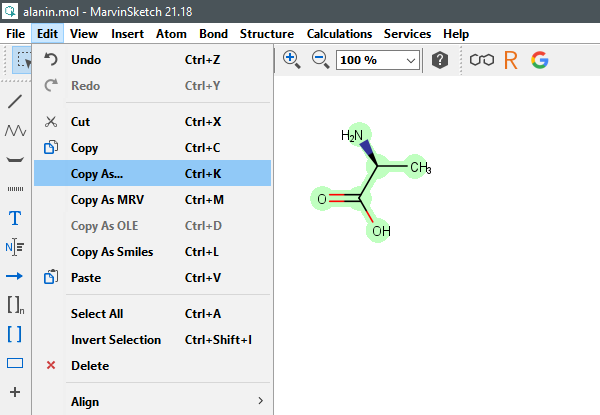 alanin.mol - MarvinSketch 21.18
File Edit View Insert Atom Bond Structure Calculations Services Help
100 %
? R G
Undo Ctrl+Z
Redo Ctrl+Y
Cut Ctrl+X
Copy Ctrl+C
Copy As... Ctrl+K
Copy As MRV Ctrl+M
Copy As OLE Ctrl+D
Copy As Smiles Ctrl+L
Paste Ctrl+V
Select All Ctrl+A
Invert Selection Ctrl+Shift+I
Delete
Align
T
N
[ ]n
[ ]
H2N
CH3
O
OH